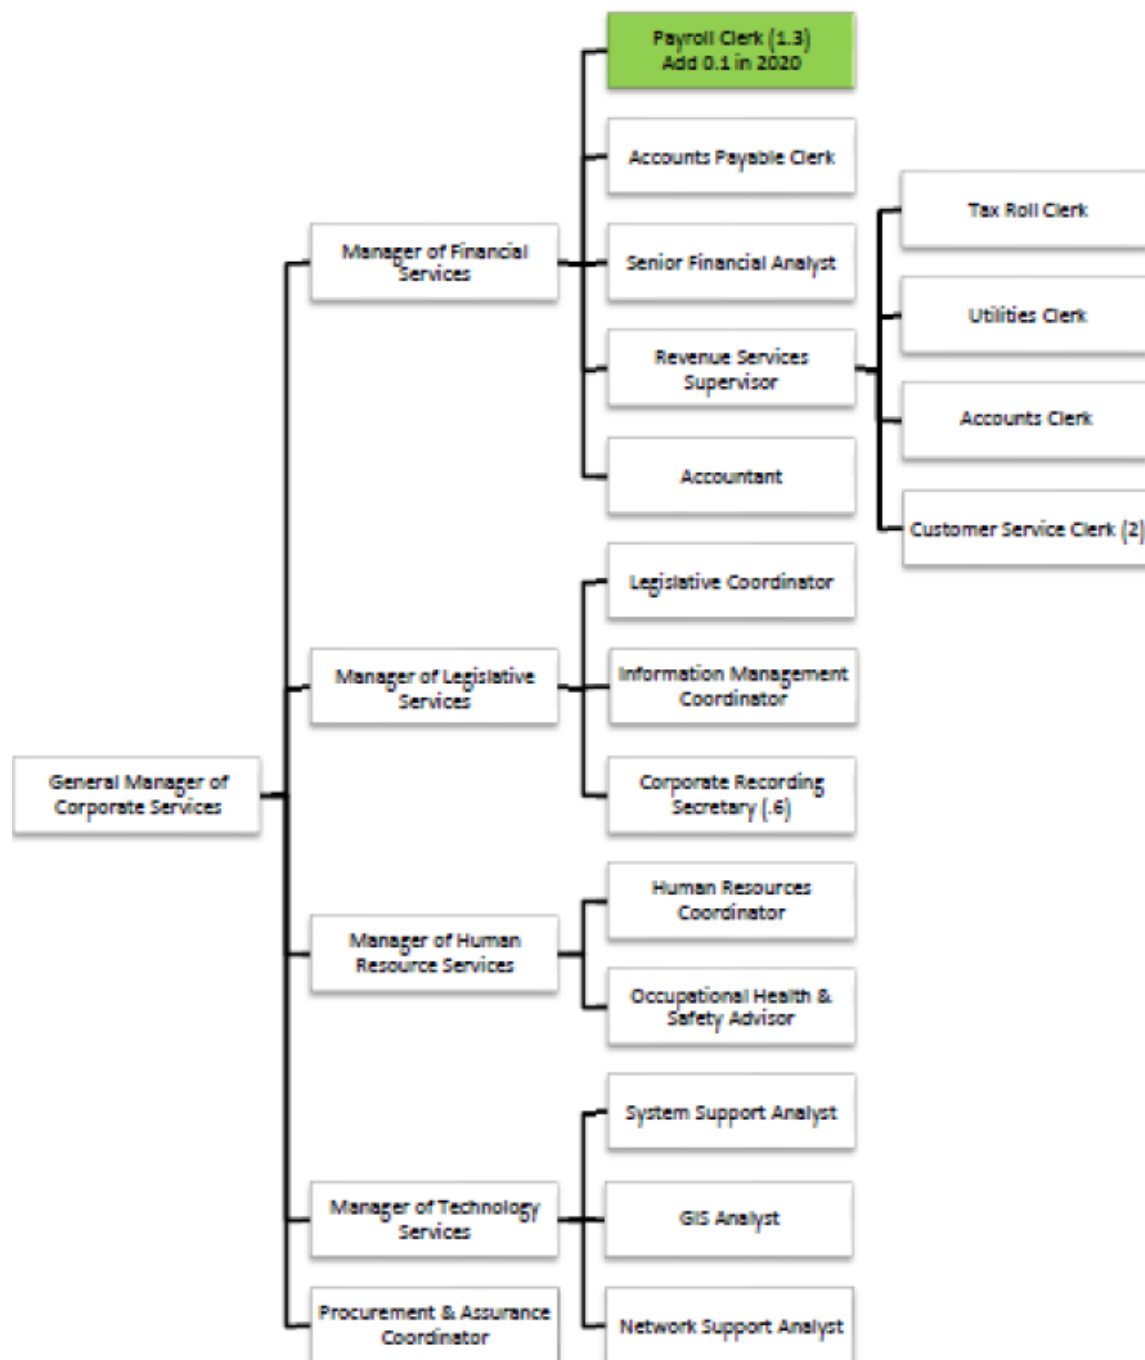 Payroll Clerk (1.3)
Add 0.1 in 2020
Accounts Payable Clerk
Tax Roll Clerk
Manager of Financial
Services
Senior Financial Analyst
Utilities Clerk
Revenue Services
Supervisor
Accounts Clerk
Accountant
Customer Service Clerk (2)
Legislative Coordinator
Manager of Legislative
Services
Information Management
Coordinator
General Manager of
Corporate Services
Corporate Recording
Secretary (.6)
Human Resources
Coordinator
Manager of Human
Resource Services
Occupational Health &
Safety Advisor
System Support Analyst
Manager of Technology
Services
GIS Analyst
Procurement & Assurance
Coordinator
Network Support Analyst